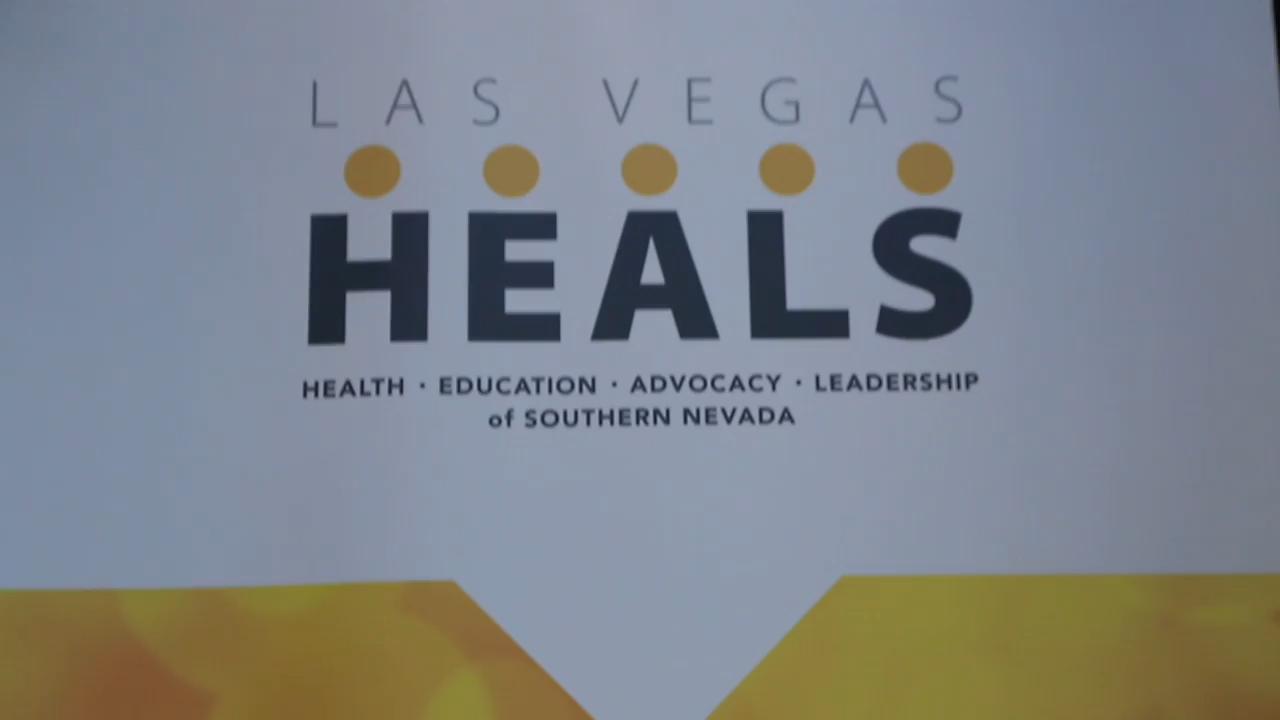 LAS VEGAS
HEALS
HEALTH · EDUCATION · ADVOCACY · LEADERSHIP
of SOUTHERN NEVADA